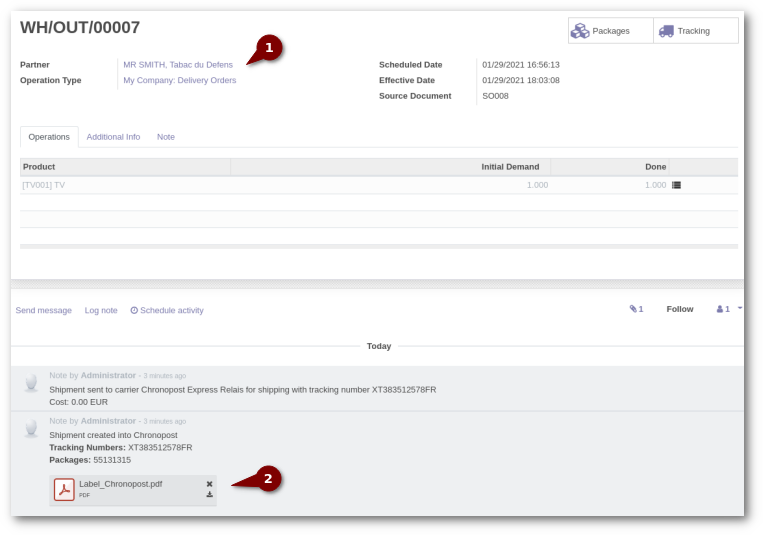 WH/OUT/00007
Packages
Tracking
1
Partner MR SMITH, Tabac du Defens
Operation Type My Company: Delivery Orders
Scheduled Date 01/29/2021 16:56:13
Effective Date 01/29/2021 18:03:08
Source Document SO008
Operations Additional Info Note
Product Initial Demand Done
[TV001] TV 1.000 1.000
Send message Log note Schedule activity 1 Follow 1
Today
Note by Administrator - 3 minutes ago
Shipment sent to carrier Chronopost Express Relais for shipping with tracking number XT383512578FR
Cost: 0.00 EUR
Note by Administrator - 3 minutes ago
Shipment created into Chronopost
Tracking Numbers: XT383512578FR
Packages: 55131315
Label_Chronopost.pdf
PDF
2